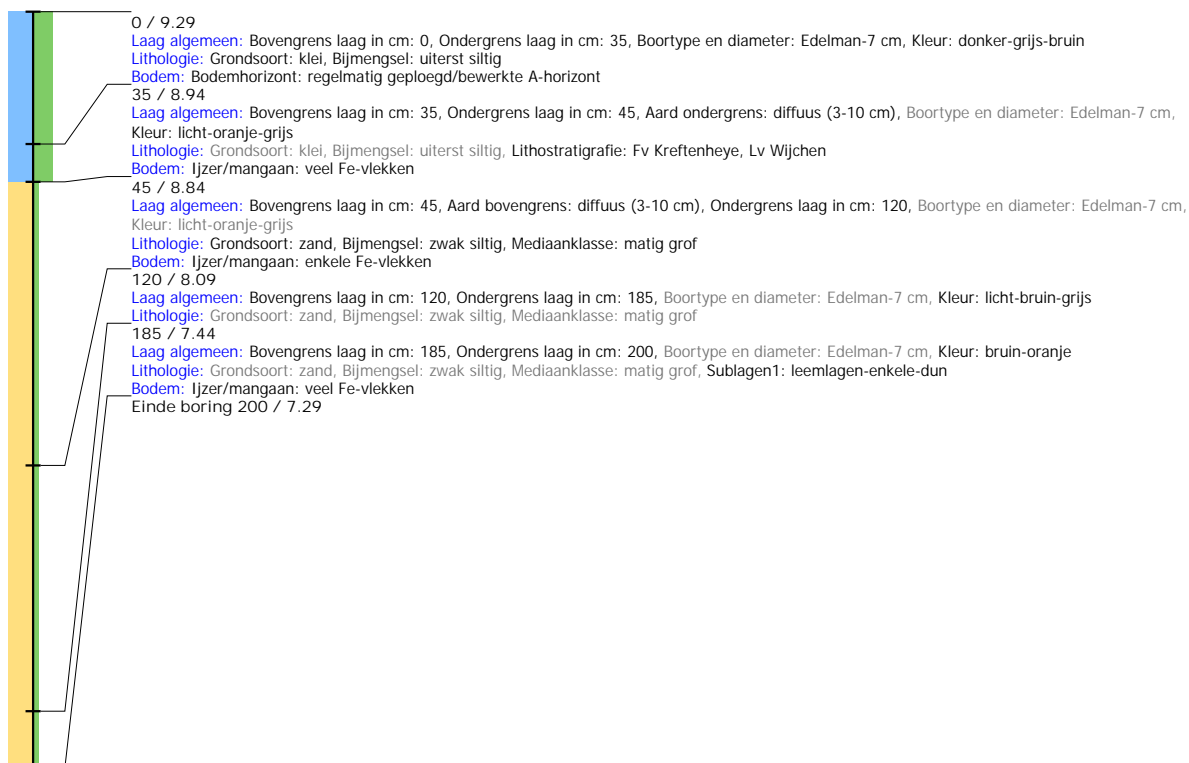 0 / 9.29
Laag algemeen: Bovengrens laag in cm: 0, Ondergrens laag in cm: 35, Boortype en diameter: Edelman-7 cm, Kleur: donker-grijs-bruin
Lithologie: Grondsoort: klei, Bijmengsel: uiterst siltig
Bodem: Bodemhorizont: regelmatig geploegd/bewerkte A-horizont
35 / 8.94
Laag algemeen: Bovengrens laag in cm: 35, Ondergrens laag in cm: 45, Aard ondergrens: diffuus (3-10 cm), Boortype en diameter: Edelman-7 cm,
Kleur: licht-oranje-grijs
Lithologie: Grondsoort: klei, Bijmengsel: uiterst siltig, Lithostratigrafie: Fv Kreftenheye, Lv Wijchen
Bodem: Ijzer/mangaan: veel Fe-vlekken
45 / 8.84
Laag algemeen: Bovengrens laag in cm: 45, Aard bovengrens: diffuus (3-10 cm), Ondergrens laag in cm: 120, Boortype en diameter: Edelman-7 cm,
Kleur: licht-oranje-grijs
Lithologie: Grondsoort: zand, Bijmengsel: zwak siltig, Mediaanklasse: matig grof
Bodem: Ijzer/mangaan: enkele Fe-vlekken
120 / 8.09
Laag algemeen: Bovengrens laag in cm: 120, Ondergrens laag in cm: 185, Boortype en diameter: Edelman-7 cm, Kleur: licht-bruin-grijs
Lithologie: Grondsoort: zand, Bijmengsel: zwak siltig, Mediaanklasse: matig grof
185 / 7.44
Laag algemeen: Bovengrens laag in cm: 185, Ondergrens laag in cm: 200, Boortype en diameter: Edelman-7 cm, Kleur: bruin-oranje
Lithologie: Grondsoort: zand, Bijmengsel: zwak siltig, Mediaanklasse: matig grof, Sublagen1: leemlagen-enkele-dun
Bodem: Ijzer/mangaan: veel Fe-vlekken
Einde boring 200 / 7.29